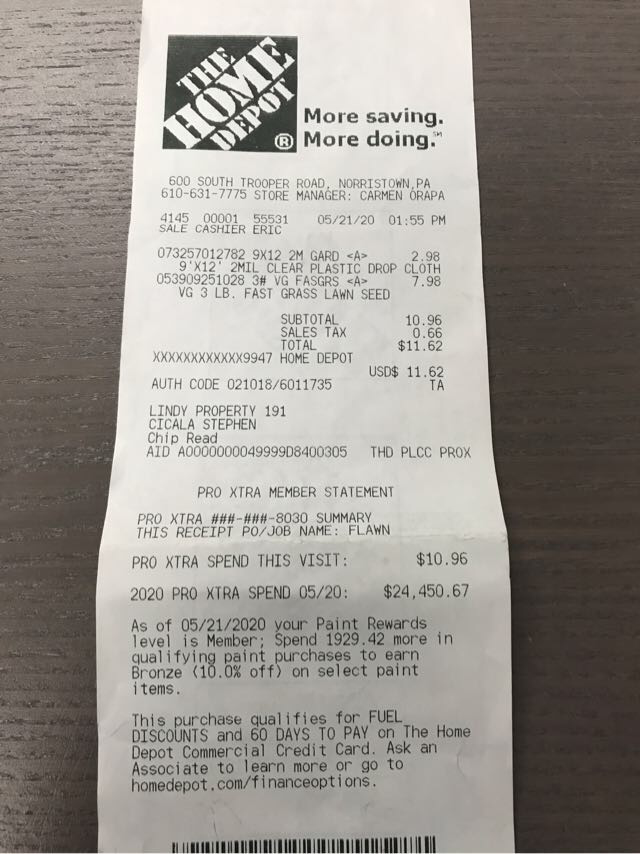 THE
HOME
DEPOT
®
More saving.
More doing.℠
600 SOUTH TROOPER ROAD, NORRISTOWN,PA
610-631-7775 STORE MANAGER: CARMEN ORAPA
4145 00001 55531 05/21/20 01:55 PM
SALE CASHIER ERIC
073257012782 9X12 2M GARD <A> 2.98
9'X12' 2MIL CLEAR PLASTIC DROP CLOTH
053909251028 3# VG FASGRS <A> 7.98
VG 3 LB. FAST GRASS LAWN SEED
SUBTOTAL 10.96
SALES TAX 0.66
TOTAL $11.62
XXXXXXXXXXXX9947 HOME DEPOT
USD$ 11.62
AUTH CODE 021018/6011735 TA
LINDY PROPERTY 191
CICALA STEPHEN
Chip Read
AID A0000000049999D8400305 THD PLCC PROX
PRO XTRA MEMBER STATEMENT
PRO XTRA ###-###-8030 SUMMARY
THIS RECEIPT PO/JOB NAME: FLAWN
PRO XTRA SPEND THIS VISIT: $10.96
2020 PRO XTRA SPEND 05/20: $24,450.67
As of 05/21/2020 your Paint Rewards
level is Member; Spend 1929.42 more in
qualifying paint purchases to earn
Bronze (10.0% off) on select paint
items.
This purchase qualifies for FUEL
DISCOUNTS and 60 DAYS TO PAY on The Home
Depot Commercial Credit Card. Ask an
Associate to learn more or go to
homedepot.com/financeoptions.